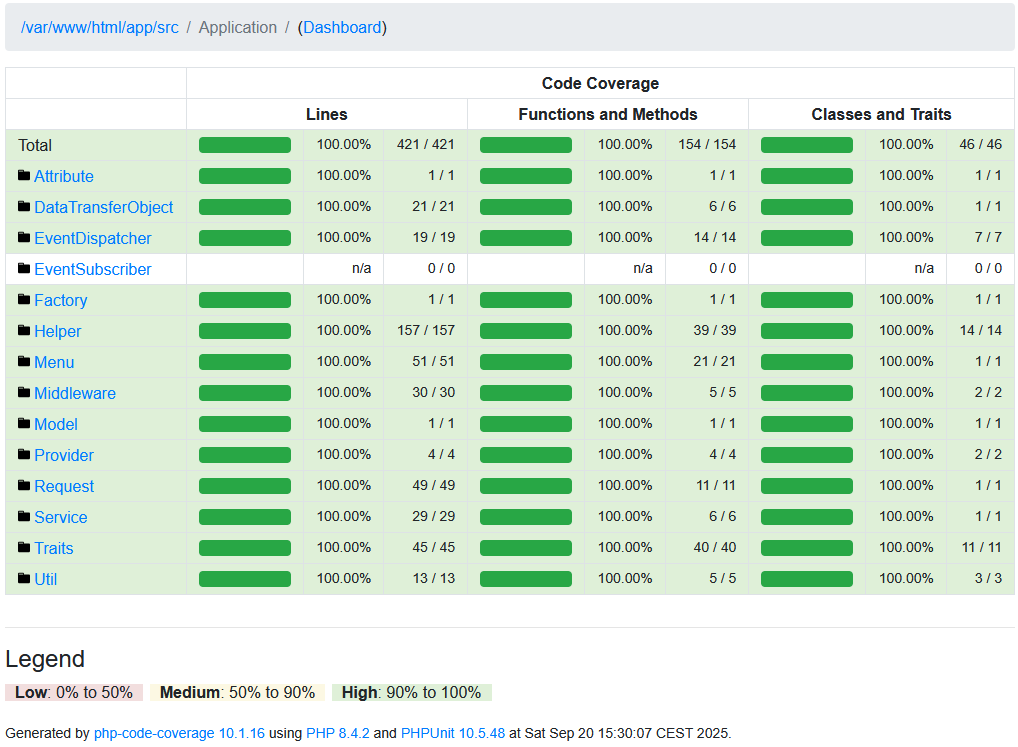 /var/www/html/app/src / Application / (Dashboard)
Code Coverage
Lines Functions and Methods Classes and Traits
Total 100.00% 421 / 421 100.00% 154 / 154 100.00% 46 / 46
Attribute 100.00% 1 / 1 100.00% 1 / 1 100.00% 1 / 1
DataTransferObject 100.00% 21 / 21 100.00% 6 / 6 100.00% 1 / 1
EventDispatcher 100.00% 19 / 19 100.00% 14 / 14 100.00% 7 / 7
EventSubscriber n/a 0 / 0 n/a 0 / 0 n/a 0 / 0
Factory 100.00% 1 / 1 100.00% 1 / 1 100.00% 1 / 1
Helper 100.00% 157 / 157 100.00% 39 / 39 100.00% 14 / 14
Menu 100.00% 51 / 51 100.00% 21 / 21 100.00% 1 / 1
Middleware 100.00% 30 / 30 100.00% 5 / 5 100.00% 2 / 2
Model 100.00% 1 / 1 100.00% 1 / 1 100.00% 1 / 1
Provider 100.00% 4 / 4 100.00% 4 / 4 100.00% 2 / 2
Request 100.00% 49 / 49 100.00% 11 / 11 100.00% 1 / 1
Service 100.00% 29 / 29 100.00% 6 / 6 100.00% 1 / 1
Traits 100.00% 45 / 45 100.00% 40 / 40 100.00% 11 / 11
Util 100.00% 13 / 13 100.00% 5 / 5 100.00% 3 / 3
Legend
Low: 0% to 50% Medium: 50% to 90% High: 90% to 100%
Generated by php-code-coverage 10.1.16 using PHP 8.4.2 and PHPUnit 10.5.48 at Sat Sep 20 15:30:07 CEST 2025.